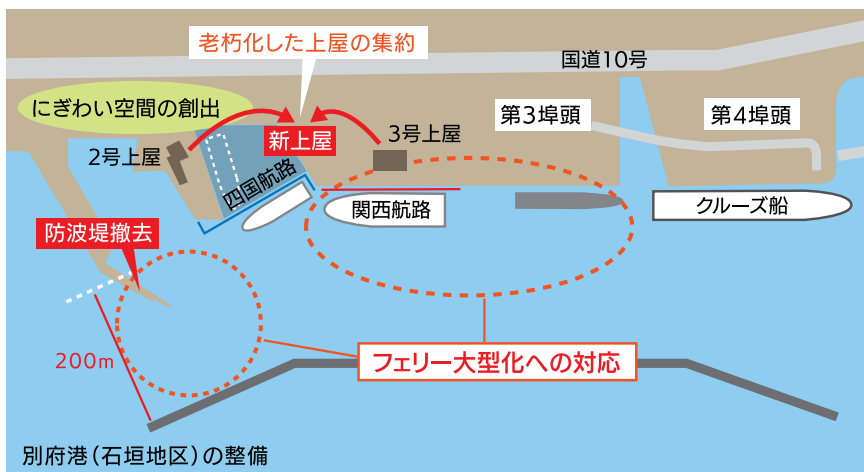 老朽化した上屋の集約
国道10号
にぎわい空間の創出
第3埠頭
第4埠頭
新上屋
3号上屋
2号上屋
四国航路
関西航路
クルーズ船
防波堤撤去
200m
フェリー大型化への対応
別府港（石垣地区）の整備